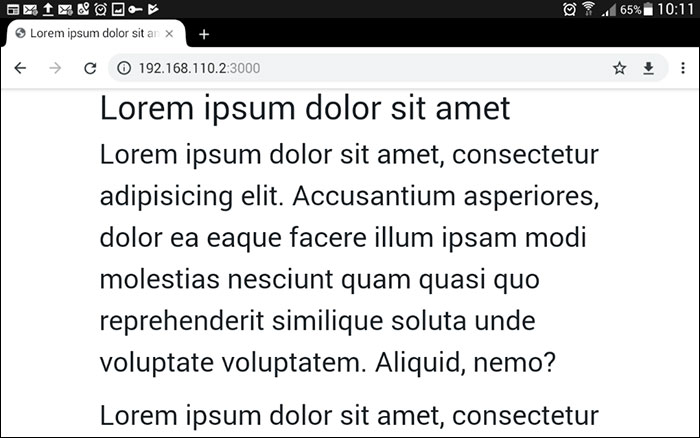 65% 10:11
Lorem ipsum dolor sit am
192.168.110.2:3000
Lorem ipsum dolor sit amet
Lorem ipsum dolor sit amet, consectetur
adipisicing elit. Accusantium asperiores,
dolor ea eaque facere illum ipsam modi
molestias nesciunt quam quasi quo
reprehenderit similique soluta unde
voluptate voluptatem. Aliquid, nemo?
Lorem ipsum dolor sit amet, consectetur